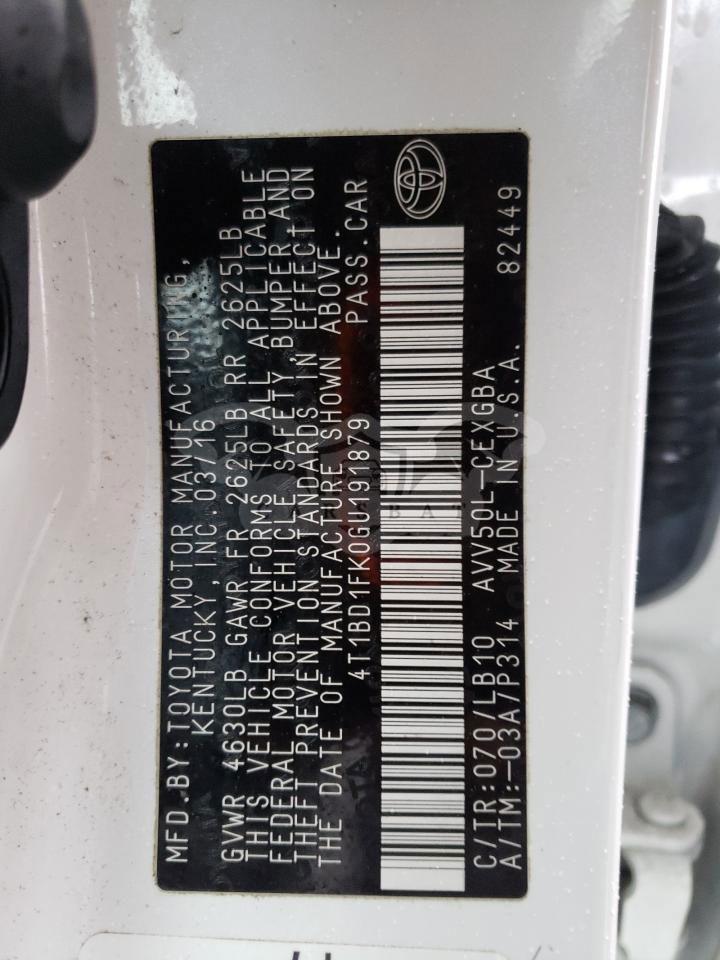 MFD.BY:TOYOTA MOTOR MANUFACTURING,
KENTUCKY,INC.03/16
GVWR 4630LB GAWR FR 2625LB RR 2625LB
THIS VEHICLE CONFORMS TO ALL APPLICABLE
FEDERAL MOTOR VEHICLE SAFETY,BUMPER,AND
THEFT PREVENTION STANDARDS IN EFFECT ON
THE DATE OF MANUFACTURE SHOWN ABOVE.
4T1BD1FK0GU191879 PASS.CAR
C/TR:070/LB10 AVV50L-CEXGBA
A/TM:-03A/P314 MADE IN U.S.A. 82449